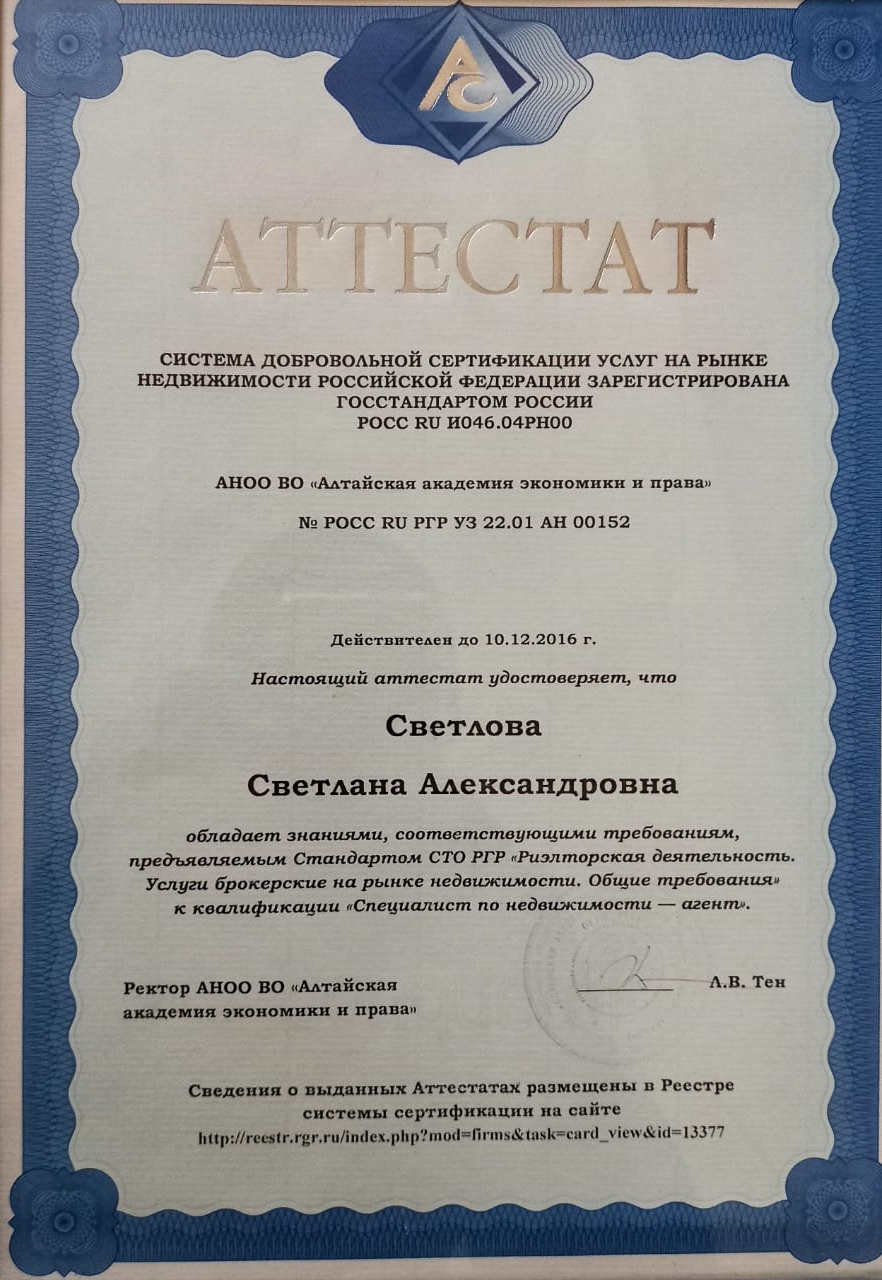 АС
АТТЕСТАТ
СИСТЕМА ДОБРОВОЛЬНОЙ СЕРТИФИКАЦИИ УСЛУГ НА РЫНКЕ
НЕДВИЖИМОСТИ РОССИЙСКОЙ ФЕДЕРАЦИИ ЗАРЕГИСТРИРОВАНА
ГОССТАНДАРТОМ РОССИИ
РОСС RU И046.04РН00
АНОО ВО «Алтайская академия экономики и права»
№ РОСС RU РГР УЗ 22.01 АН 00152
Действителен до 10.12.2016 г.
Настоящий аттестат удостоверяет, что
Светлова
Светлана Александровна
обладает знаниями, соответствующими требованиям,
предъявляемым Стандартом СТО РГР «Риэлторская деятельность.
Услуги брокерские на рынке недвижимости. Общие требования»
к квалификации «Специалист по недвижимости — агент».
Ректор АНОО ВО «Алтайская
академия экономики и права»
Л.В. Тен
Сведения о выданных Аттестатах размещены в Реестре
системы сертификации на сайте
http://reestr.rgr.ru/index.php?mod=firms&task=card_view&id=13377